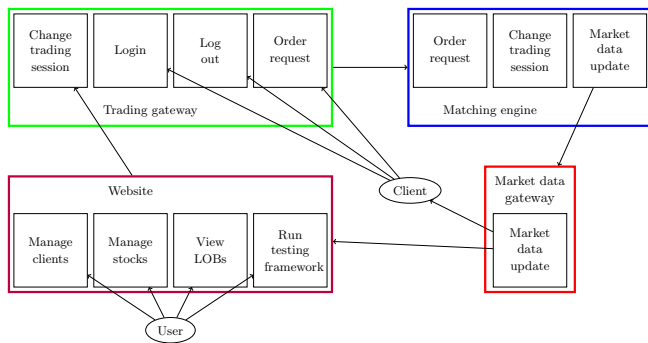 Change
trading
session
Login
Log
out
Order
request
Trading gateway
Order
request
Change
trading
session
Market
data
update
Matching engine
Client
Market data
gateway
Market
data
update
Website
Manage
clients
Manage
stocks
View
LOBs
Run
testing
framework
User